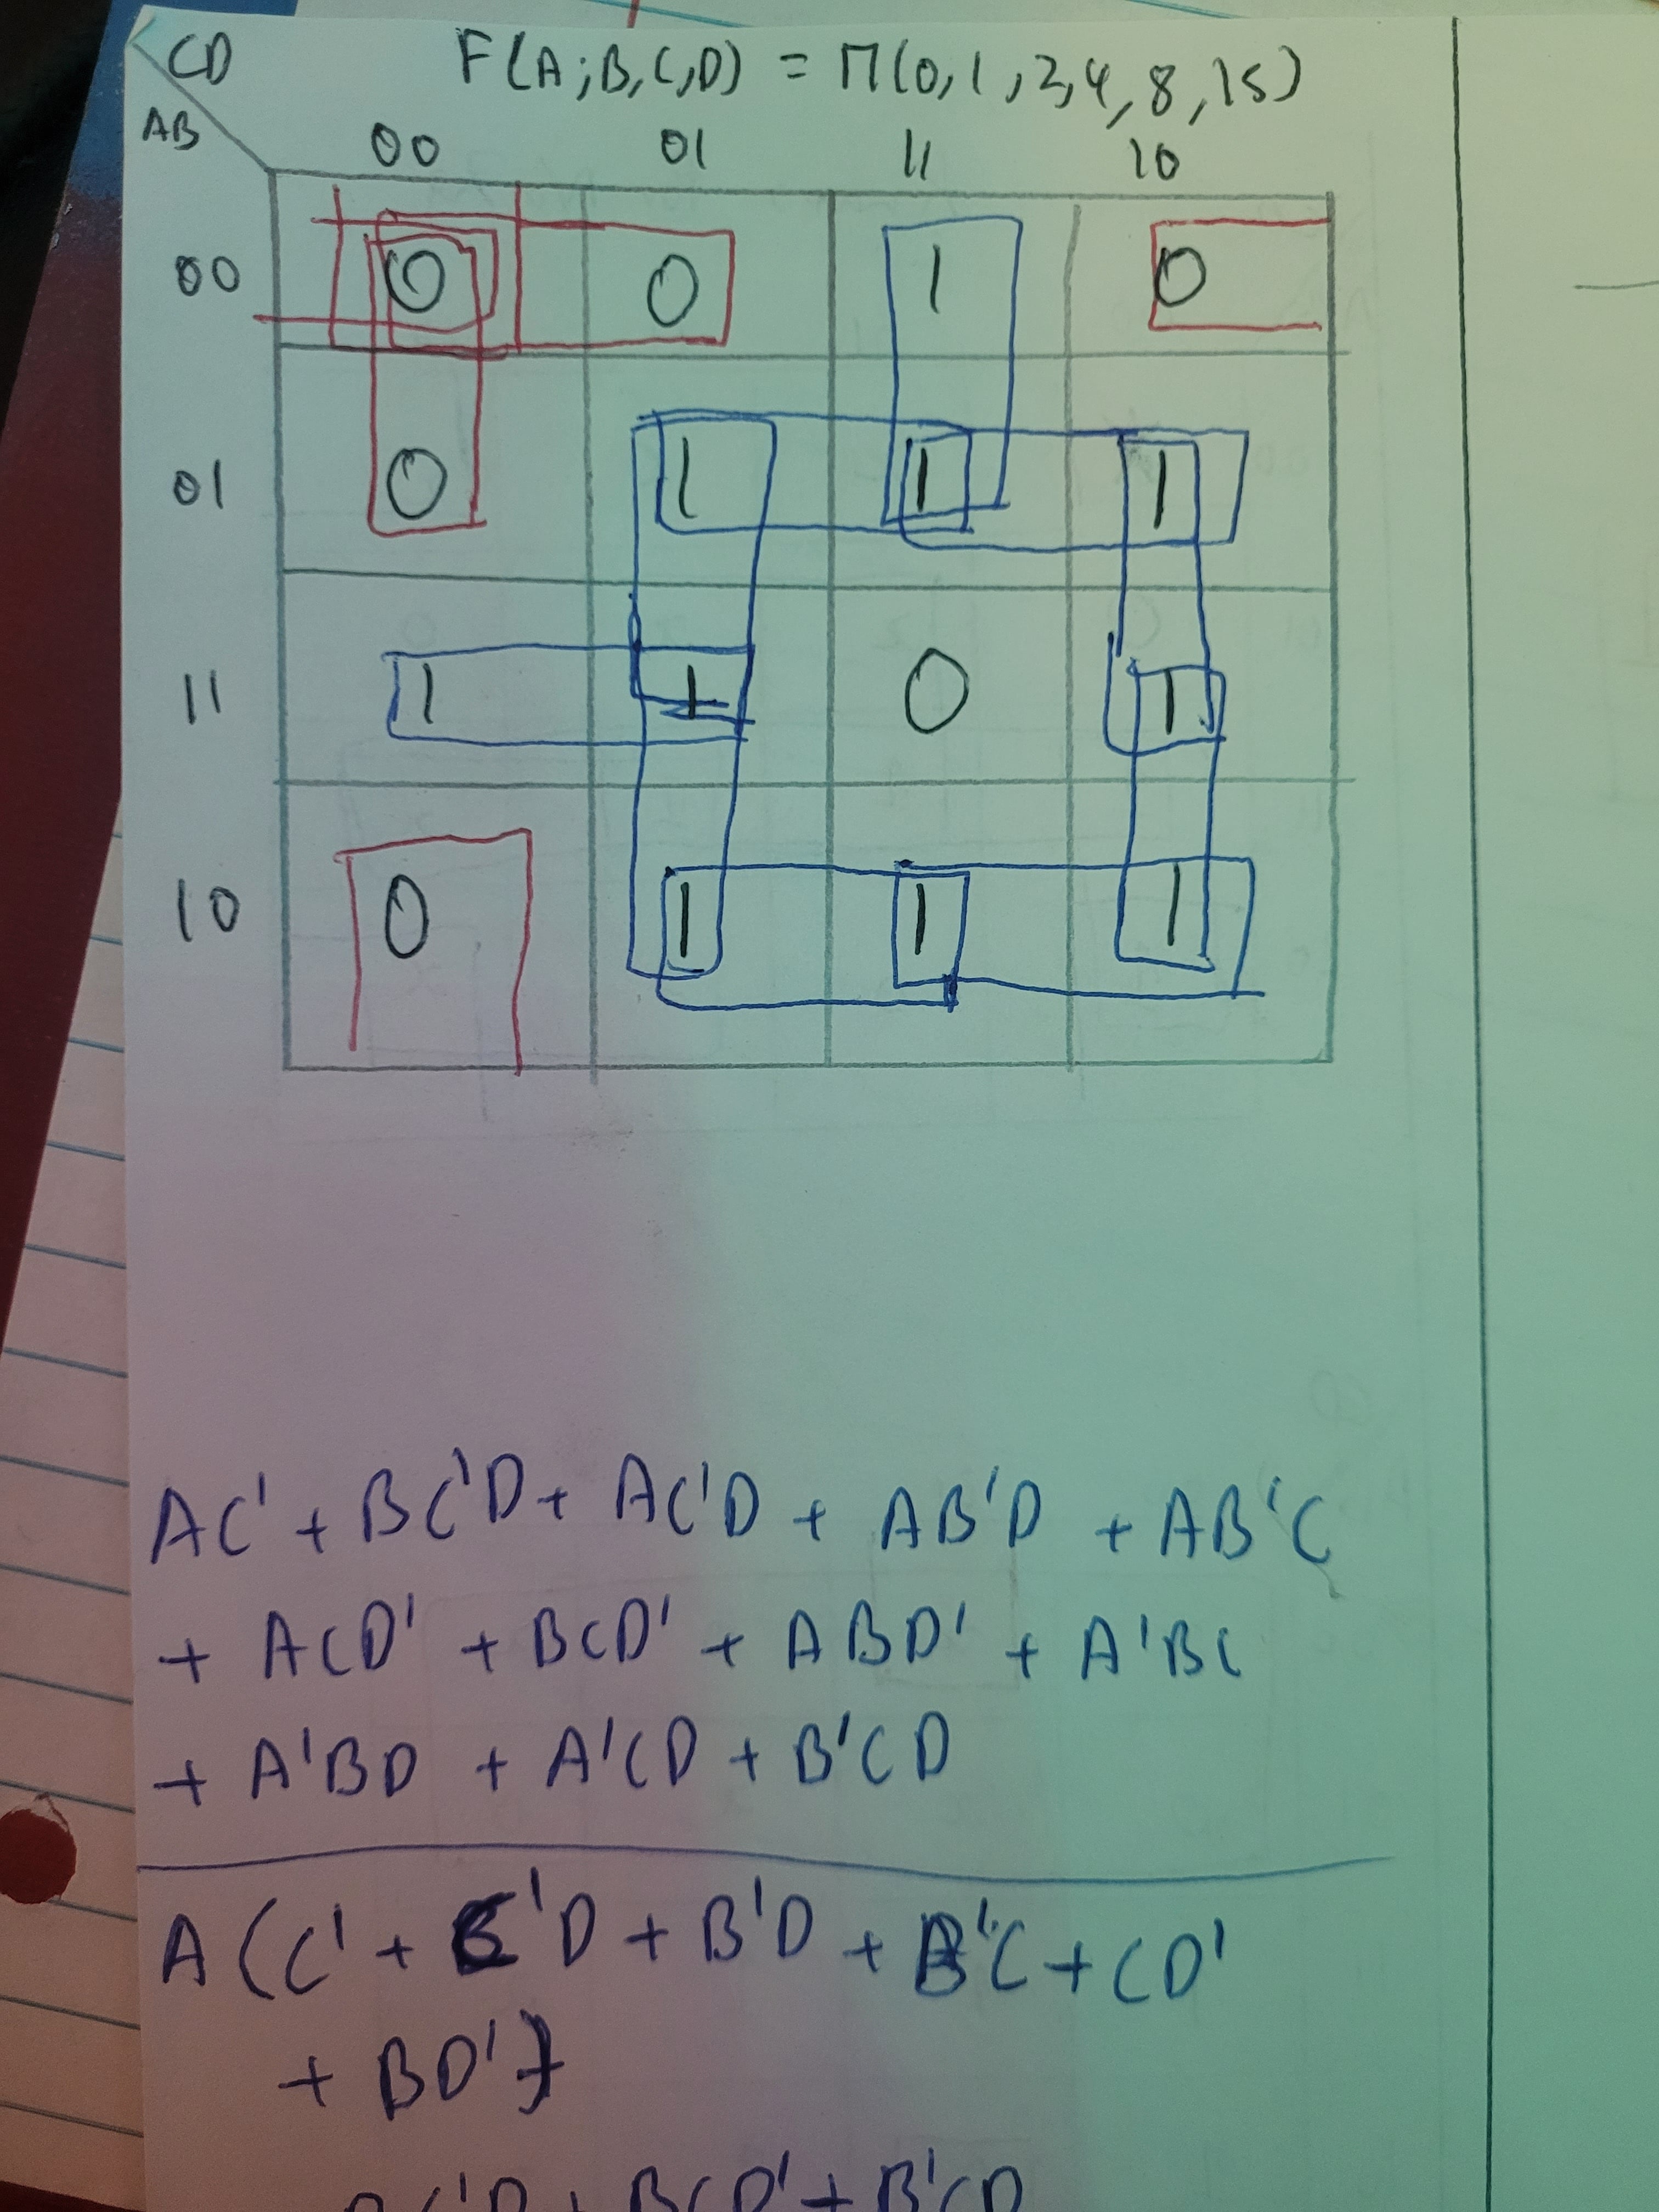 CD F(A;B,C,D) = Π(0,1,2,4,8,15)
AB
00 01 11 10
00 0 0 1 0
01 0 1 1 1
11 1 1 0 1
10 0 1 1 1
AC' + BC'D + AC'D + AB'D + AB'C
+ ACD' + BCD' + ABD' + A'BC
+ A'BD + A'CD + B'CD
A(C' + C'D + B'D + B'C + CD'
+ BD')
BC'D + BCD' + B'CD